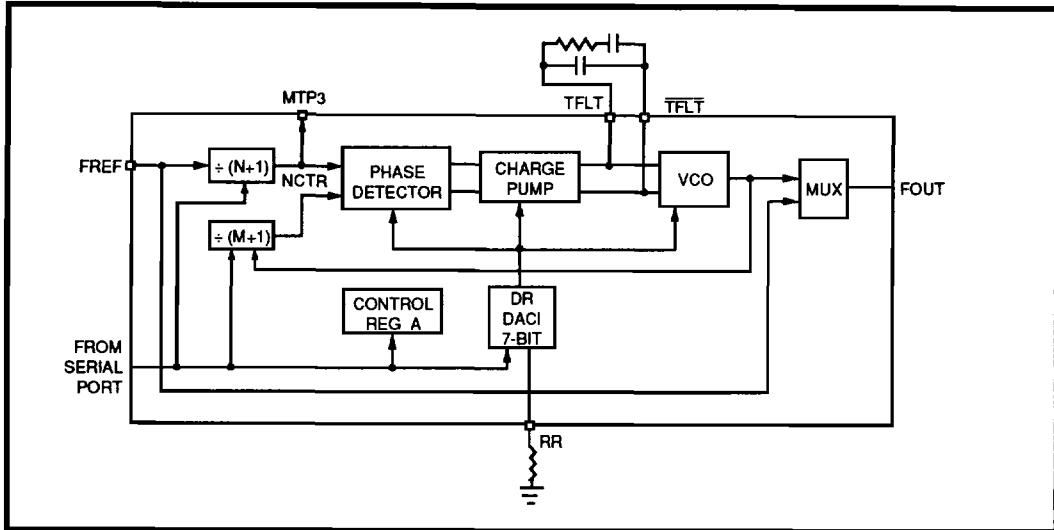 MTP3
TFLT
TFLT
FREF
÷ (N+1)
NCTR
PHASE
DETECTOR
CHARGE
PUMP
VCO
MUX
FOUT
÷ (M+1)
CONTROL
REG A
DR
DACI
7-BIT
FROM
SERIAL
PORT
RR